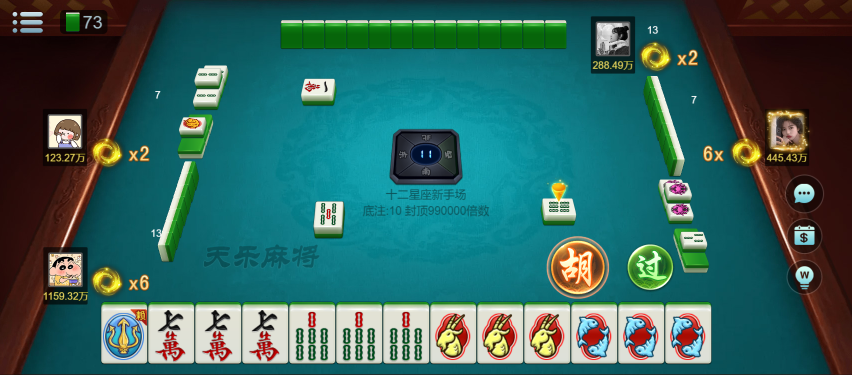 73
13
288.49万
x2
7
7
123.27万
x2
6x
445.43万
11
十二星座新手场
底注:10 封顶990000倍数
13
天乐麻将
1159.32万
x6
胡
过
$
W
七萬
七萬
七萬